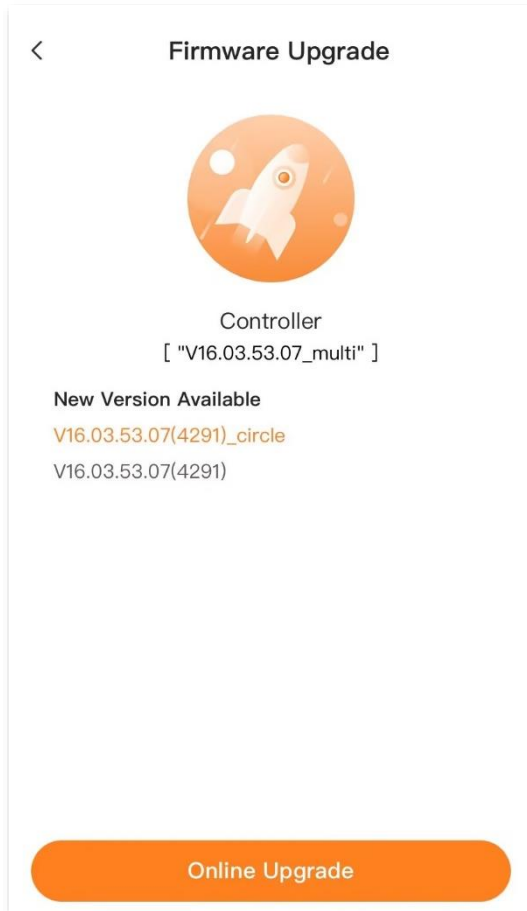 Firmware Upgrade
Controller
[ "V16.03.53.07_multi" ]
New Version Available
V16.03.53.07(4291)_circle
V16.03.53.07(4291)
Online Upgrade